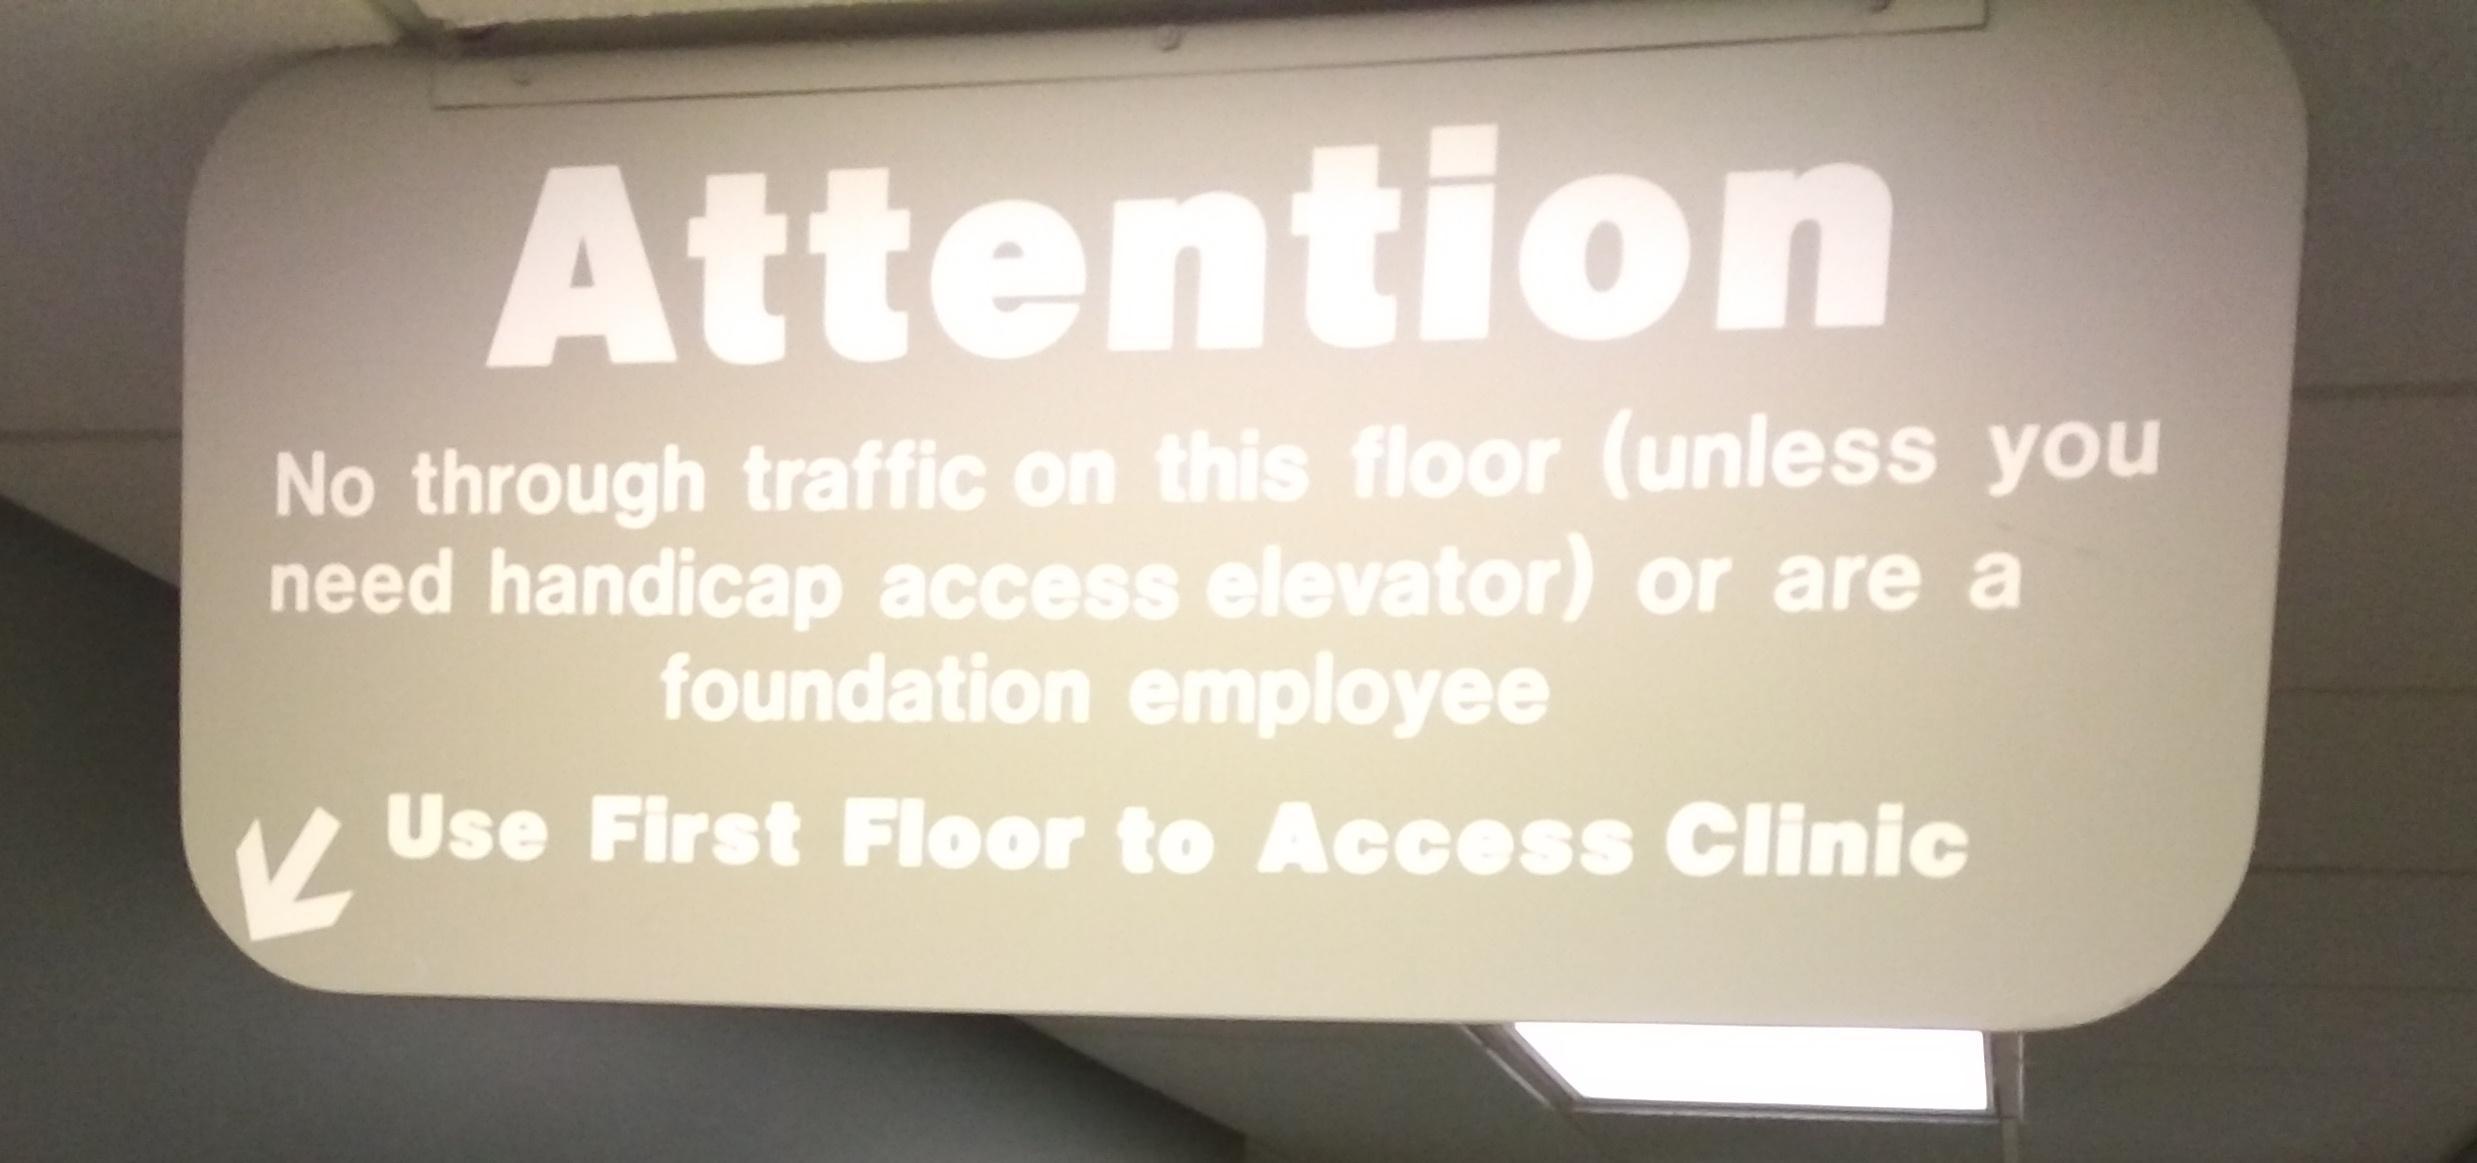 Attention
No through traffic on this floor (unless you
need handicap access elevator) or are a
foundation employee
Use First Floor to Access Clinic